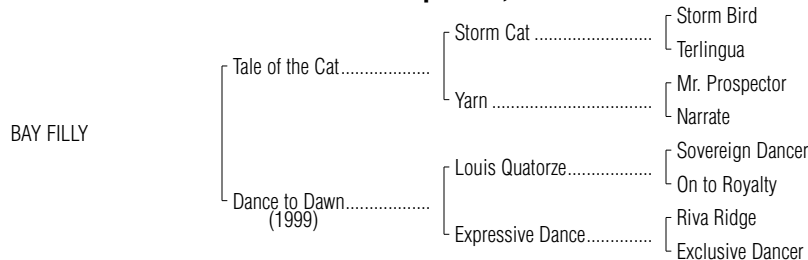 Storm Bird
Storm Cat ..........................
Terlingua
Tale of the Cat....................
Mr. Prospector
Yarn ...................................
Narrate
BAY FILLY
Sovereign Dancer
Louis Quatorze...................
On to Royalty
Dance to Dawn...................
(1999)
Riva Ridge
Expressive Dance...............
Exclusive Dancer